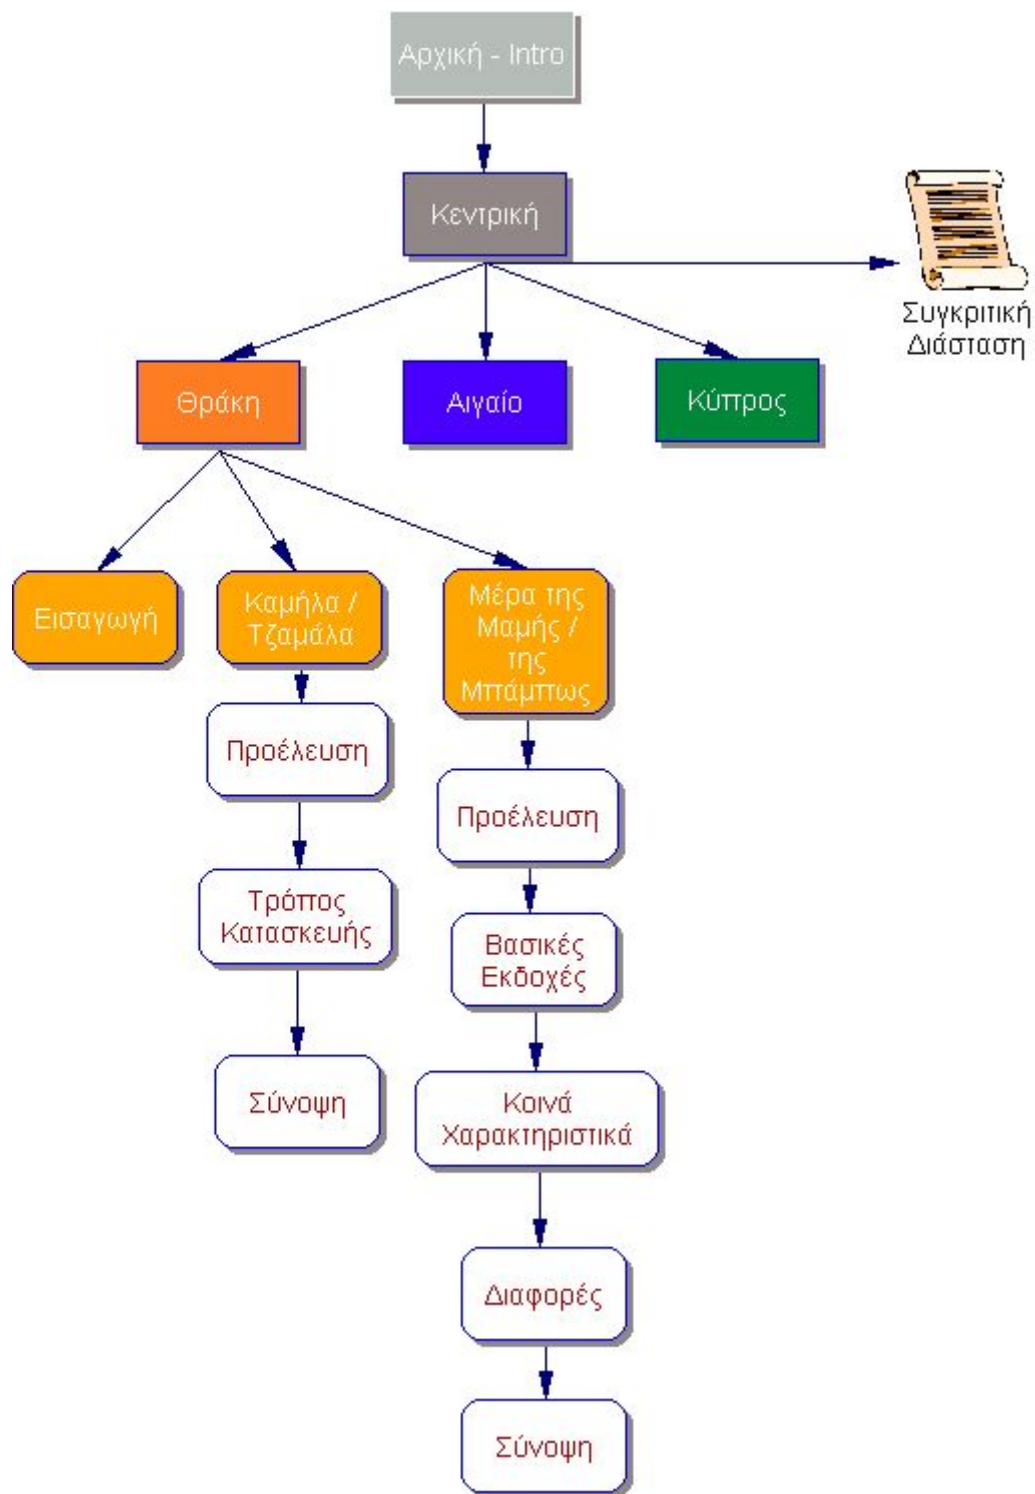 Αρχική - Intro
Κεντρική
Συγκριτική
Διάσταση
Θράκη
Αιγαίο
Κύπρος
Εισαγωγή
Καμήλα /
Τζαμάλα
Μέρα της
Μαμής /
της
Μπάμπως
Προέλευση
Προέλευση
Τρόπος
Κατασκευής
Βασικές
Εκδοχές
Σύνοψη
Κοινά
Χαρακτηριστικά
Διαφορές
Σύνοψη